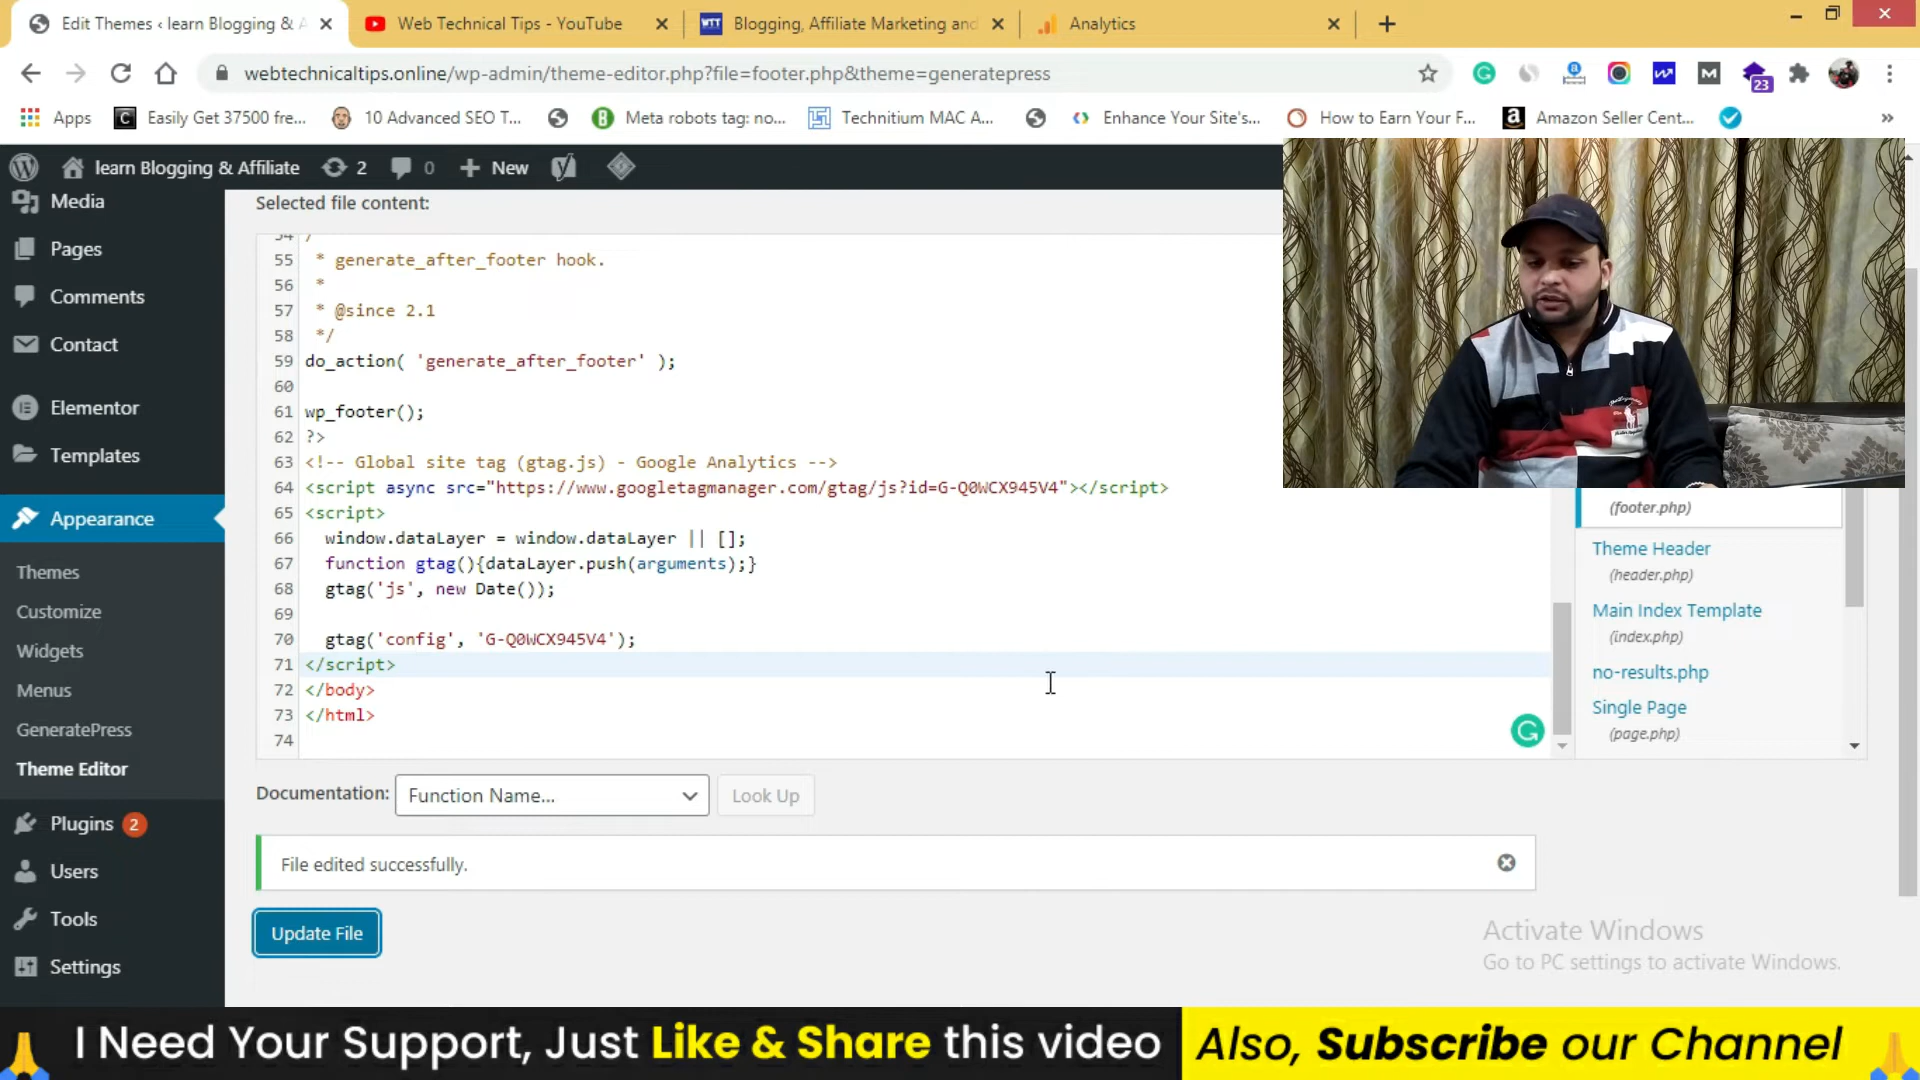 Edit Themes ‹ learn Blogging & A
Web Technical Tips - YouTube
WTT
Blogging, Affiliate Marketing and
Analytics
webtechnicaltips.online/wp-admin/theme-editor.php?file=footer.php&theme=generatepress
23
Apps
Easily Get 37500 fre...
10 Advanced SEO T...
Meta robots tag: no...
Technitium MAC A...
Enhance Your Site's...
How to Earn Your F...
Amazon Seller Cent...
learn Blogging & Affiliate
2
0
New
Media
Pages
Comments
Contact
Elementor
Templates
Appearance
Themes
Customize
Widgets
Menus
GeneratePress
Theme Editor
Plugins 2
Users
Tools
Settings
Selected file content:
54 /
55 * generate_after_footer hook.
56 *
57 * @since 2.1
58 */
59 do_action( 'generate_after_footer' );
60
61 wp_footer();
62 ?>
63 <!-- Global site tag (gtag.js) - Google Analytics -->
64 <script async src="https://www.googletagmanager.com/gtag/js?id=G-Q0WCX945V4"></script>
65 <script>
66 window.dataLayer = window.dataLayer || [];
67 function gtag(){dataLayer.push(arguments);}
68 gtag('js', new Date());
69
70 gtag('config', 'G-Q0WCX945V4');
71 </script>
72 </body>
73 </html>
74
(footer.php)
Theme Header
(header.php)
Main Index Template
(index.php)
no-results.php
Single Page
(page.php)
Documentation:
Function Name...
Look Up
File edited successfully.
Update File
Activate Windows
Go to PC settings to activate Windows.
I Need Your Support, Just Like & Share this video
Also, Subscribe our Channel